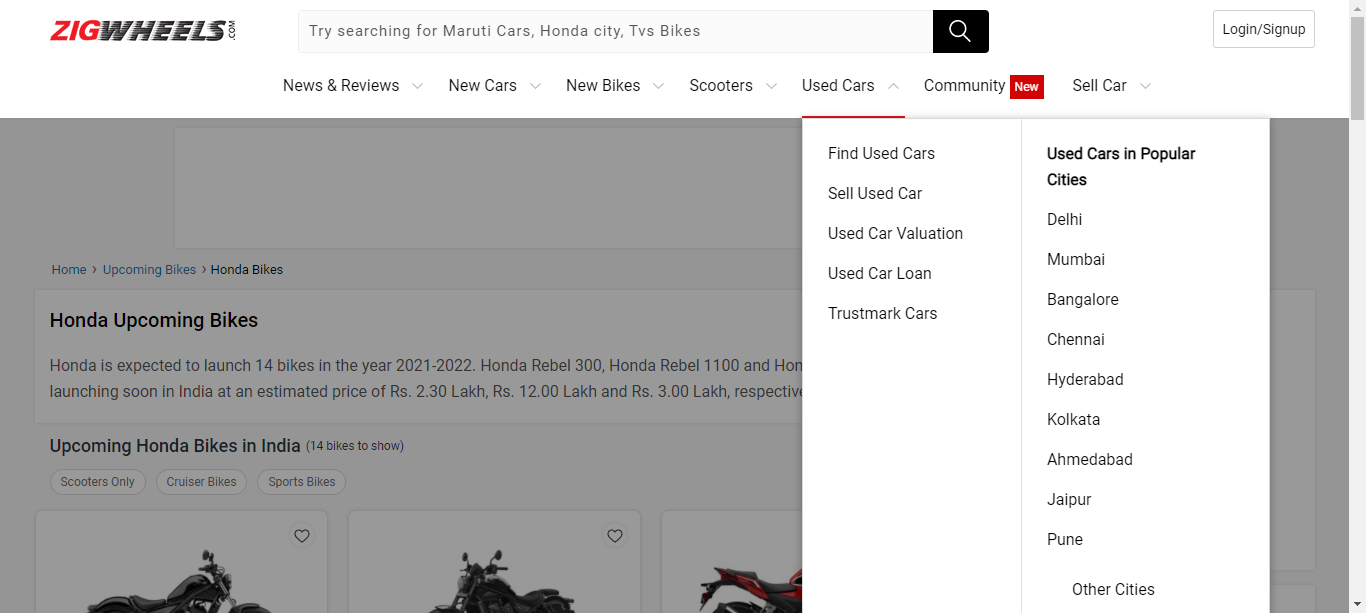 ZIGWHEELS.COM
Try searching for Maruti Cars, Honda city, Tvs Bikes
Login/Signup
News & Reviews
New Cars
New Bikes
Scooters
Used Cars
Community New
Sell Car
Find Used Cars
Sell Used Car
Used Car Valuation
Used Car Loan
Trustmark Cars
Used Cars in Popular
Cities
Delhi
Mumbai
Bangalore
Chennai
Hyderabad
Kolkata
Ahmedabad
Jaipur
Pune
Other Cities
Home › Upcoming Bikes › Honda Bikes
Honda Upcoming Bikes
Honda is expected to launch 14 bikes in the year 2021-2022. Honda Rebel 300, Honda Rebel 1100 and
launching soon in India at an estimated price of Rs. 2.30 Lakh, Rs. 12.00 Lakh and Rs. 3.00 Lakh,
Upcoming Honda Bikes in India (14 bikes to show)
Scooters Only
Cruiser Bikes
Sports Bikes